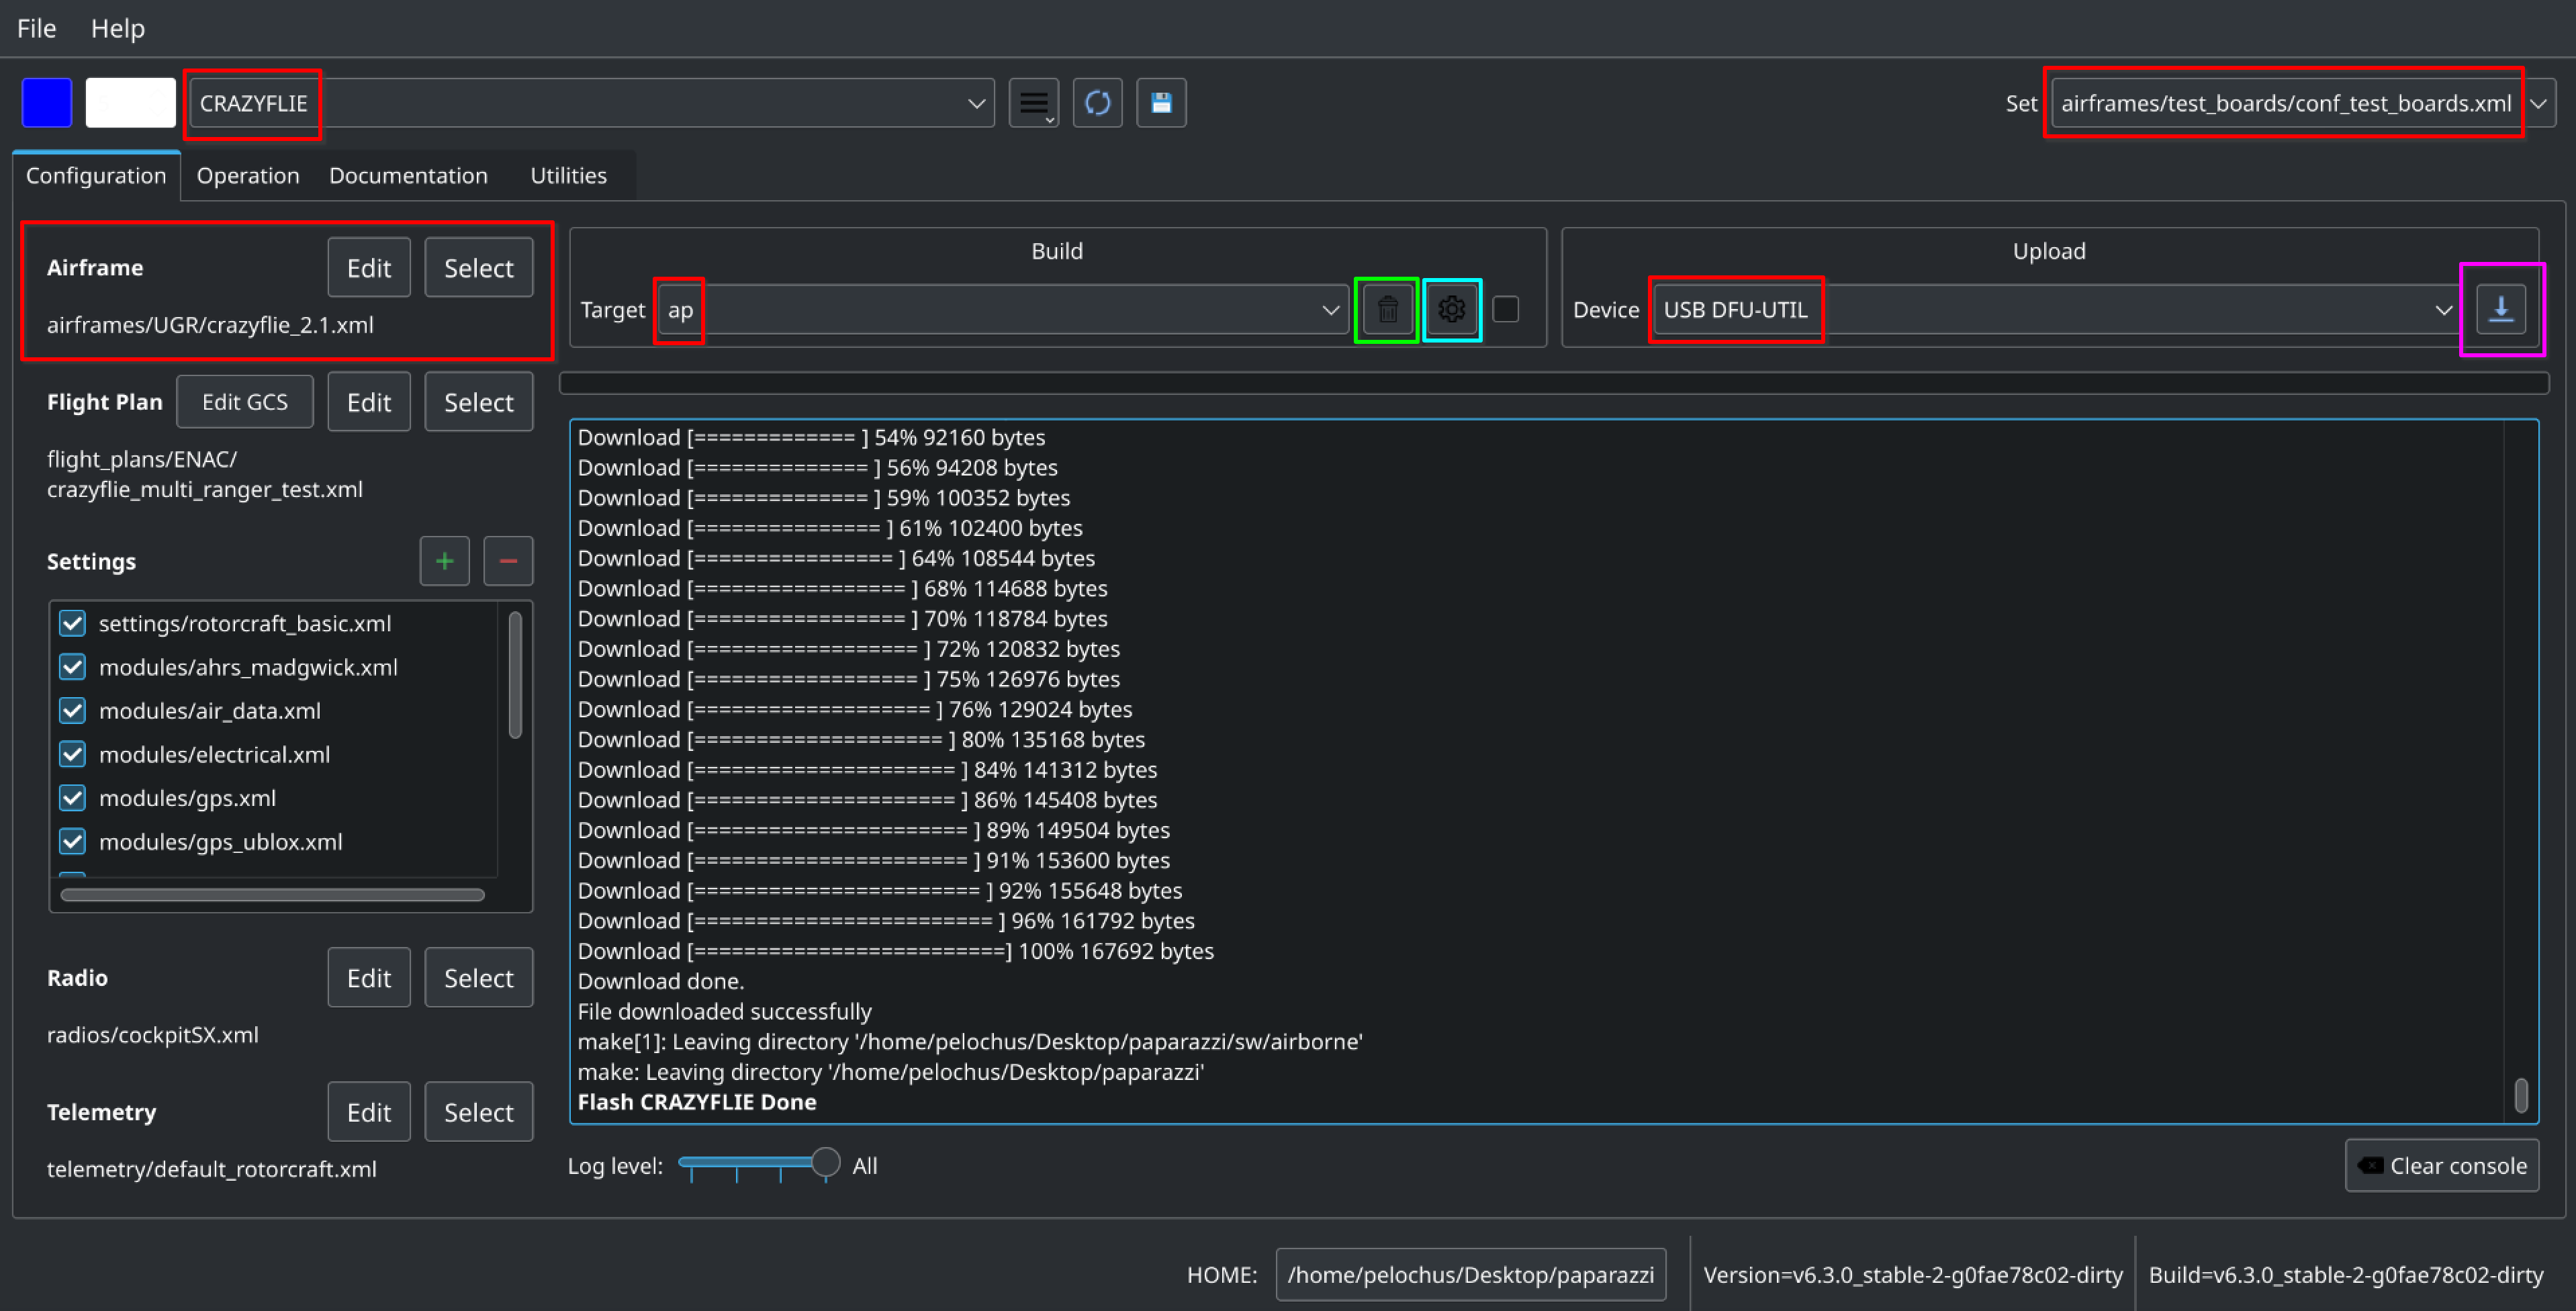 File Help
CRAZYFLIE
Set airframes/test_boards/conf_test_boards.xml
Configuration Operation Documentation Utilities
Airframe Edit Select
airframes/UGR/crazyflie_2.1.xml
Flight Plan Edit GCS Edit Select
flight_plans/ENAC/
crazyflie_multi_ranger_test.xml
Settings + −
settings/rotorcraft_basic.xml
modules/ahrs_madgwick.xml
modules/air_data.xml
modules/electrical.xml
modules/gps.xml
modules/gps_ublox.xml
Radio Edit Select
radios/cockpitSX.xml
Telemetry Edit Select
telemetry/default_rotorcraft.xml
Build
Target ap
Upload
Device USB DFU-UTIL
Download [============= ] 54% 92160 bytes
Download [============== ] 56% 94208 bytes
Download [============== ] 59% 100352 bytes
Download [=============== ] 61% 102400 bytes
Download [================ ] 64% 108544 bytes
Download [================= ] 68% 114688 bytes
Download [================= ] 70% 118784 bytes
Download [================== ] 72% 120832 bytes
Download [================== ] 75% 126976 bytes
Download [=================== ] 76% 129024 bytes
Download [==================== ] 80% 135168 bytes
Download [===================== ] 84% 141312 bytes
Download [===================== ] 86% 145408 bytes
Download [====================== ] 89% 149504 bytes
Download [====================== ] 91% 153600 bytes
Download [======================= ] 92% 155648 bytes
Download [======================== ] 96% 161792 bytes
Download [=========================] 100% 167692 bytes
Download done.
File downloaded successfully
make[1]: Leaving directory '/home/pelochus/Desktop/paparazzi/sw/airborne'
make: Leaving directory '/home/pelochus/Desktop/paparazzi'
Flash CRAZYFLIE Done
Log level: All
Clear console
HOME: /home/pelochus/Desktop/paparazzi Version=v6.3.0_stable-2-g0fae78c02-dirty Build=v6.3.0_stable-2-g0fae78c02-dirty